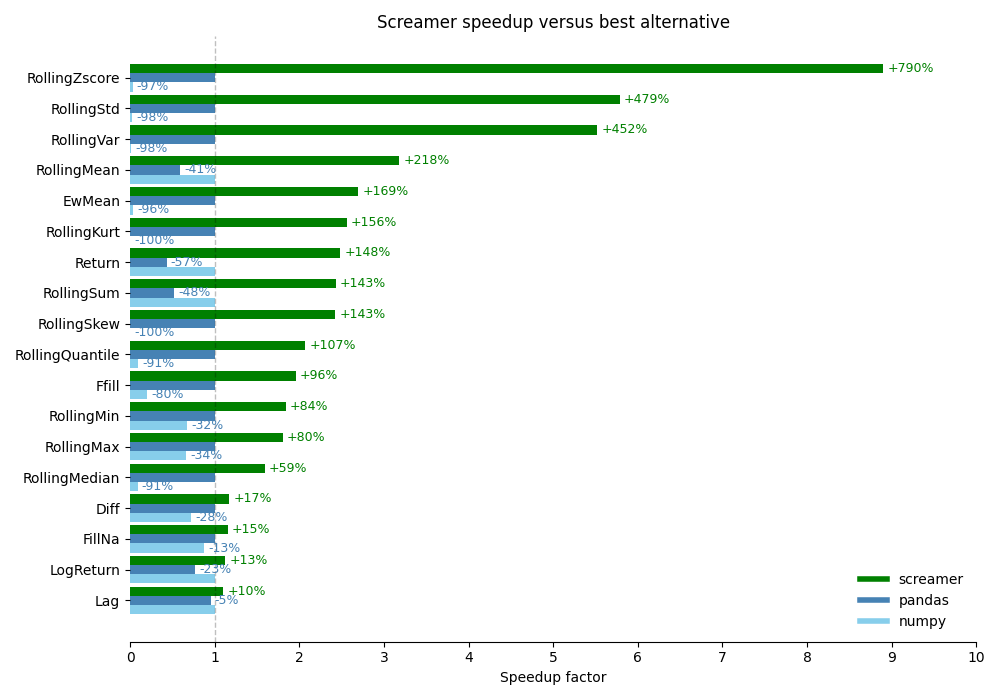 Screamer speedup versus best alternative
RollingZscore +790% -97%
RollingStd +479% -98%
RollingVar +452% -98%
RollingMean +218% -41%
EwMean +169% -96%
RollingKurt +156% -100%
Return +148% -57%
RollingSum +143% -48%
RollingSkew +143% -100%
RollingQuantile +107% -91%
Ffill +96% -80%
RollingMin +84% -32%
RollingMax +80% -34%
RollingMedian +59% -91%
Diff +17% -28%
FillNa +15% -13%
LogReturn +13% -23%
Lag +10% -5%
screamer
pandas
numpy
0 1 2 3 4 5 6 7 8 9 10
Speedup factor